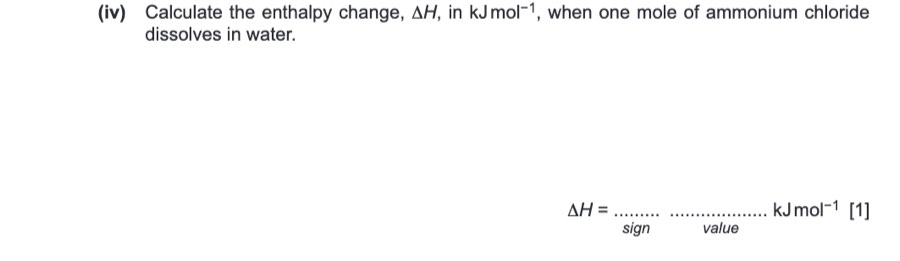 (iv) Calculate the enthalpy change, ΔH, in kJ mol⁻¹, when one mole of ammonium chloride
dissolves in water.
ΔH = ......... ................... kJ mol⁻¹ [1]
sign value